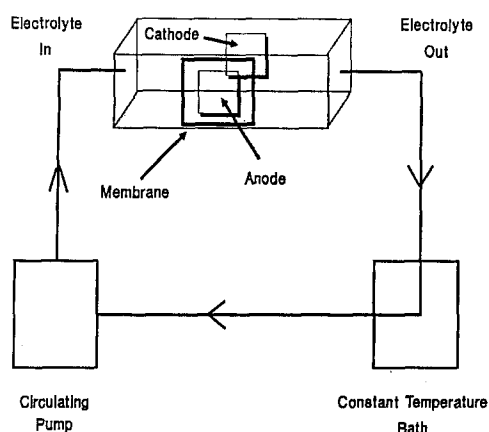 Electrolyte
In
Cathode
Electrolyte
Out
Membrane
Anode
Circulating
Pump
Constant Temperature
Bath